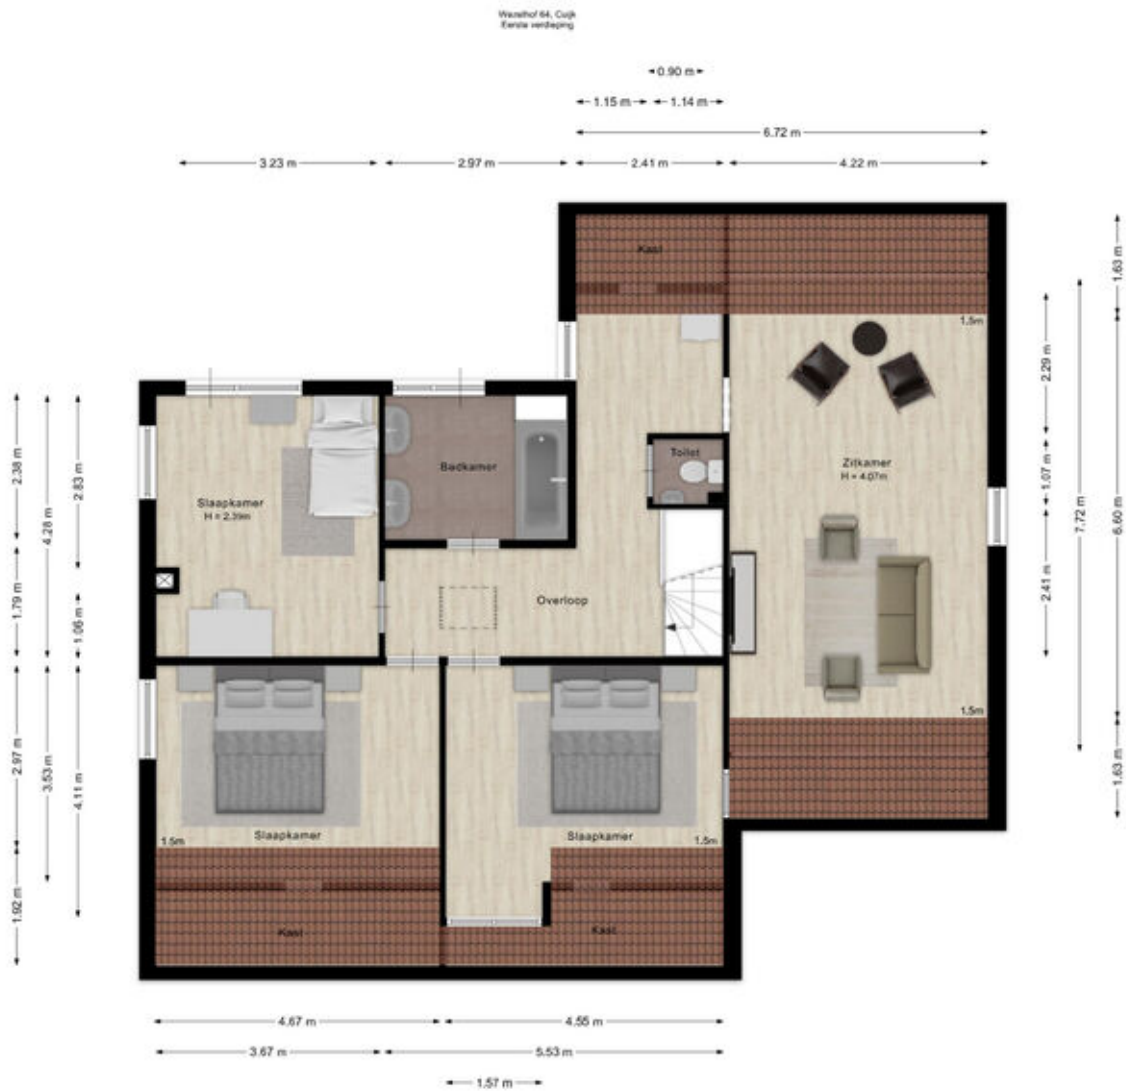 Wezelhof 64, Cuijk
Eerste verdieping
0.90 m
1.15 m
1.14 m
6.72 m
3.23 m
2.97 m
2.41 m
4.22 m
Kast
1.63 m
1.5m
2.29 m
Toilet
Badkamer
Zitkamer
H = 4.07m
1.07 m
2.38 m
4.28 m
2.83 m
Slaapkamer
H = 2.39m
7.72 m
6.60 m
2.41 m
1.79 m
1.06 m
Overloop
1.5m
2.97 m
3.53 m
4.11 m
1.63 m
Slaapkamer
Slaapkamer
1.5m
1.5m
1.92 m
Kast
Kast
4.67 m
4.55 m
3.67 m
5.53 m
1.57 m